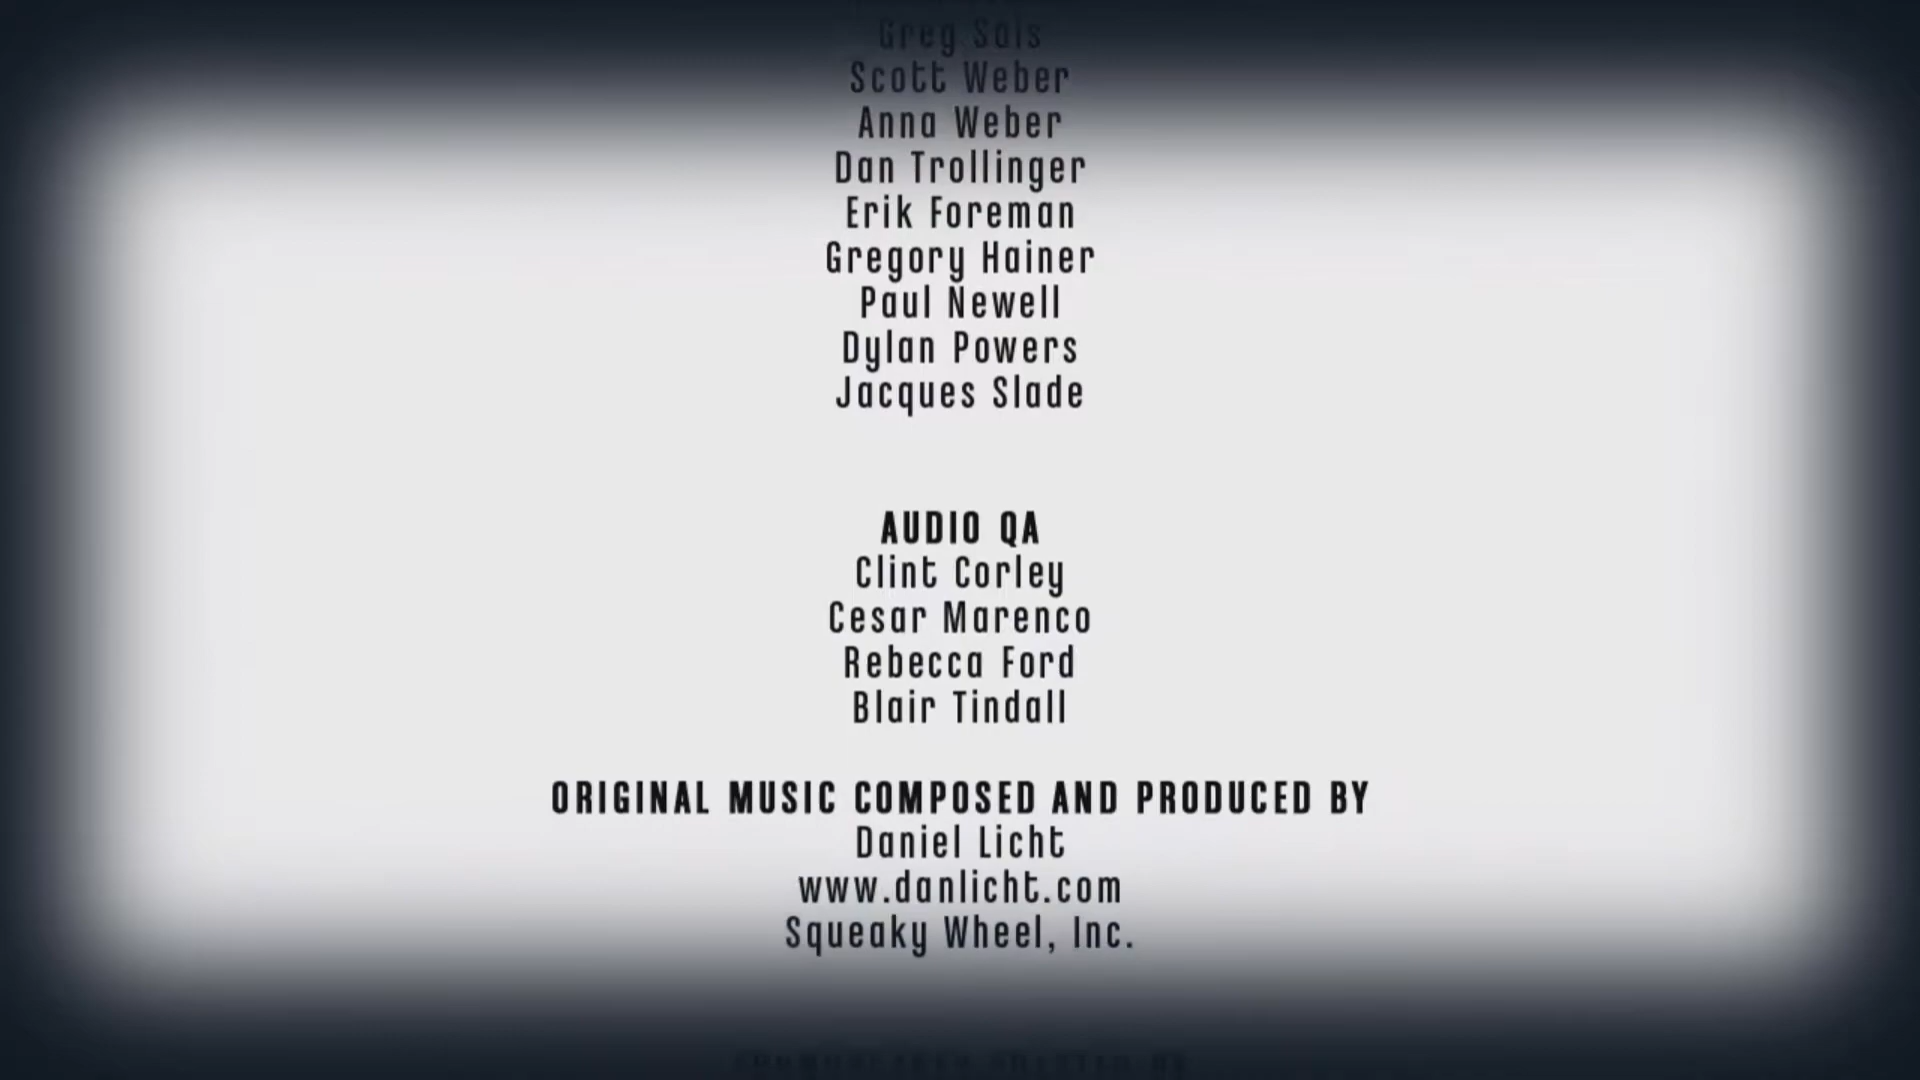 Greg Sais
Scott Weber
Anna Weber
Dan Trollinger
Erik Foreman
Gregory Hainer
Paul Newell
Dylan Powers
Jacques Slade
AUDIO QA
Clint Corley
Cesar Marenco
Rebecca Ford
Blair Tindall
ORIGINAL MUSIC COMPOSED AND PRODUCED BY
Daniel Licht
www.danlicht.com
Squeaky Wheel, Inc.